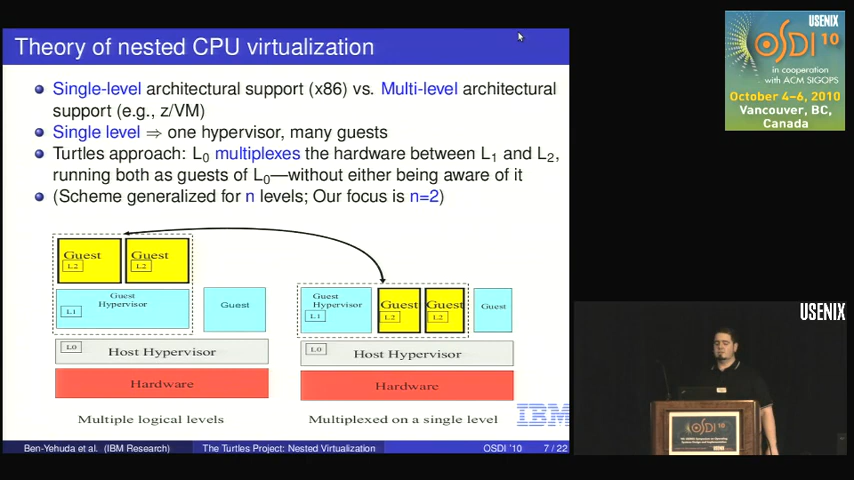 Theory of nested CPU virtualization
Single-level architectural support (x86) vs. Multi-level architectural
support (e.g., z/VM)
Single level ⇒ one hypervisor, many guests
Turtles approach: L0 multiplexes the hardware between L1 and L2,
running both as guests of L0—without either being aware of it
(Scheme generalized for n levels; Our focus is n=2)
Guest
L2
Guest
L2
Guest
Hypervisor
L1
Guest
L0
Host Hypervisor
Hardware
Multiple logical levels
Guest
Hypervisor
L1
Guest
L2
Guest
L2
Guest
L0
Host Hypervisor
Hardware
Multiplexed on a single level
IBM
Ben-Yehuda et al. (IBM Research)
The Turtles Project: Nested Virtualization
OSDI '10
7 / 22
USENIX
OSDI 10
in cooperation
with ACM SIGOPS
October 4–6, 2010
Vancouver, BC,
Canada
USENIX
OSDI 10